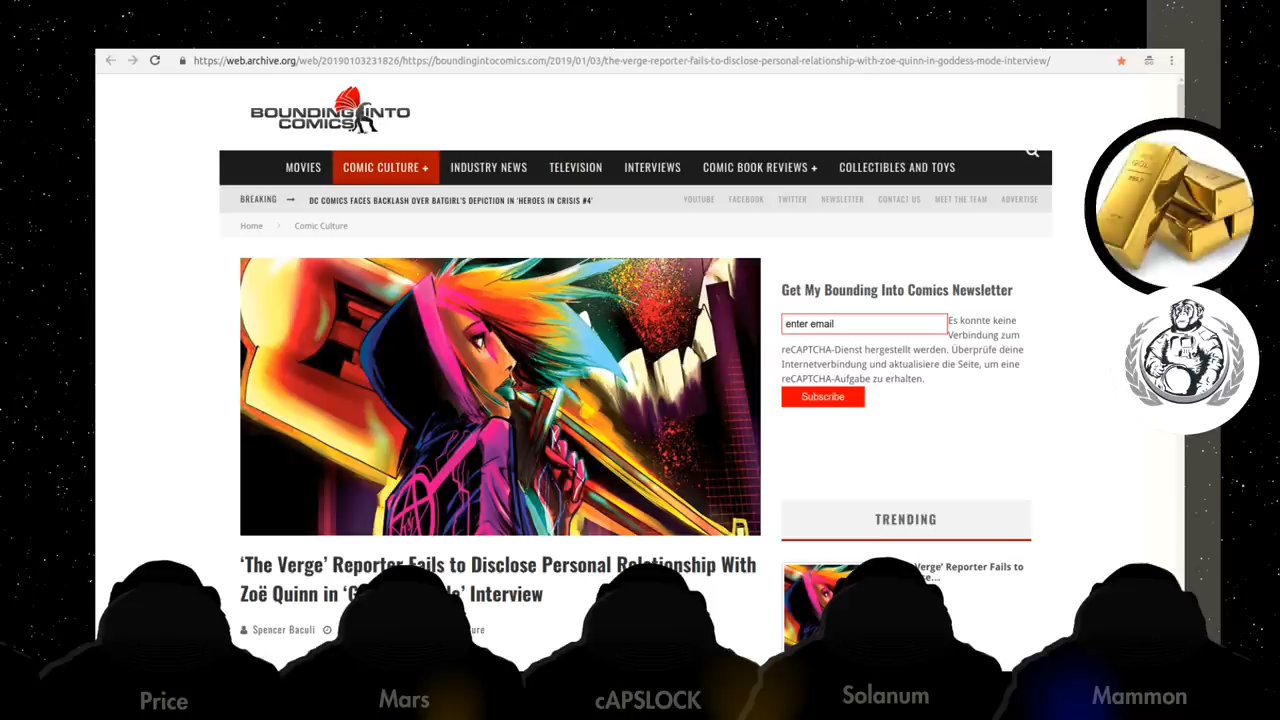 https://web.archive.org/web/20190103231826/https://boundingintocomics.com/2019/01/03/the-verge-reporter-fails-to-disclose-personal-relationship-with-zoe-quinn-in-goddess-mode-interview/
BOUNDING INTO
COMICS
MOVIES
COMIC CULTURE +
INDUSTRY NEWS
TELEVISION
INTERVIEWS
COMIC BOOK REVIEWS +
COLLECTIBLES AND TOYS
BREAKING
DC COMICS FACES BACKLASH OVER BATGIRL'S DEPICTION IN 'HEROES IN CRISIS #4'
YOUTUBE
FACEBOOK
TWITTER
NEWSLETTER
CONTACT US
MEET THE TEAM
ADVERTISE
Home
Comic Culture
Get My Bounding Into Comics Newsletter
enter email
Es konnte keine
Verbindung zum
reCAPTCHA-Dienst hergestellt werden. Überprüfe deine
Internetverbindung und aktualisiere die Seite, um eine
reCAPTCHA-Aufgabe zu erhalten.
Subscribe
TRENDING
Verge' Reporter Fails to
‘The Verge’ Reporter Fails to Disclose Personal Relationship With
Zoë Quinn in Interview
Spencer Baculi
Price
Mars
cAPSLOCK
Solanum
Mammon